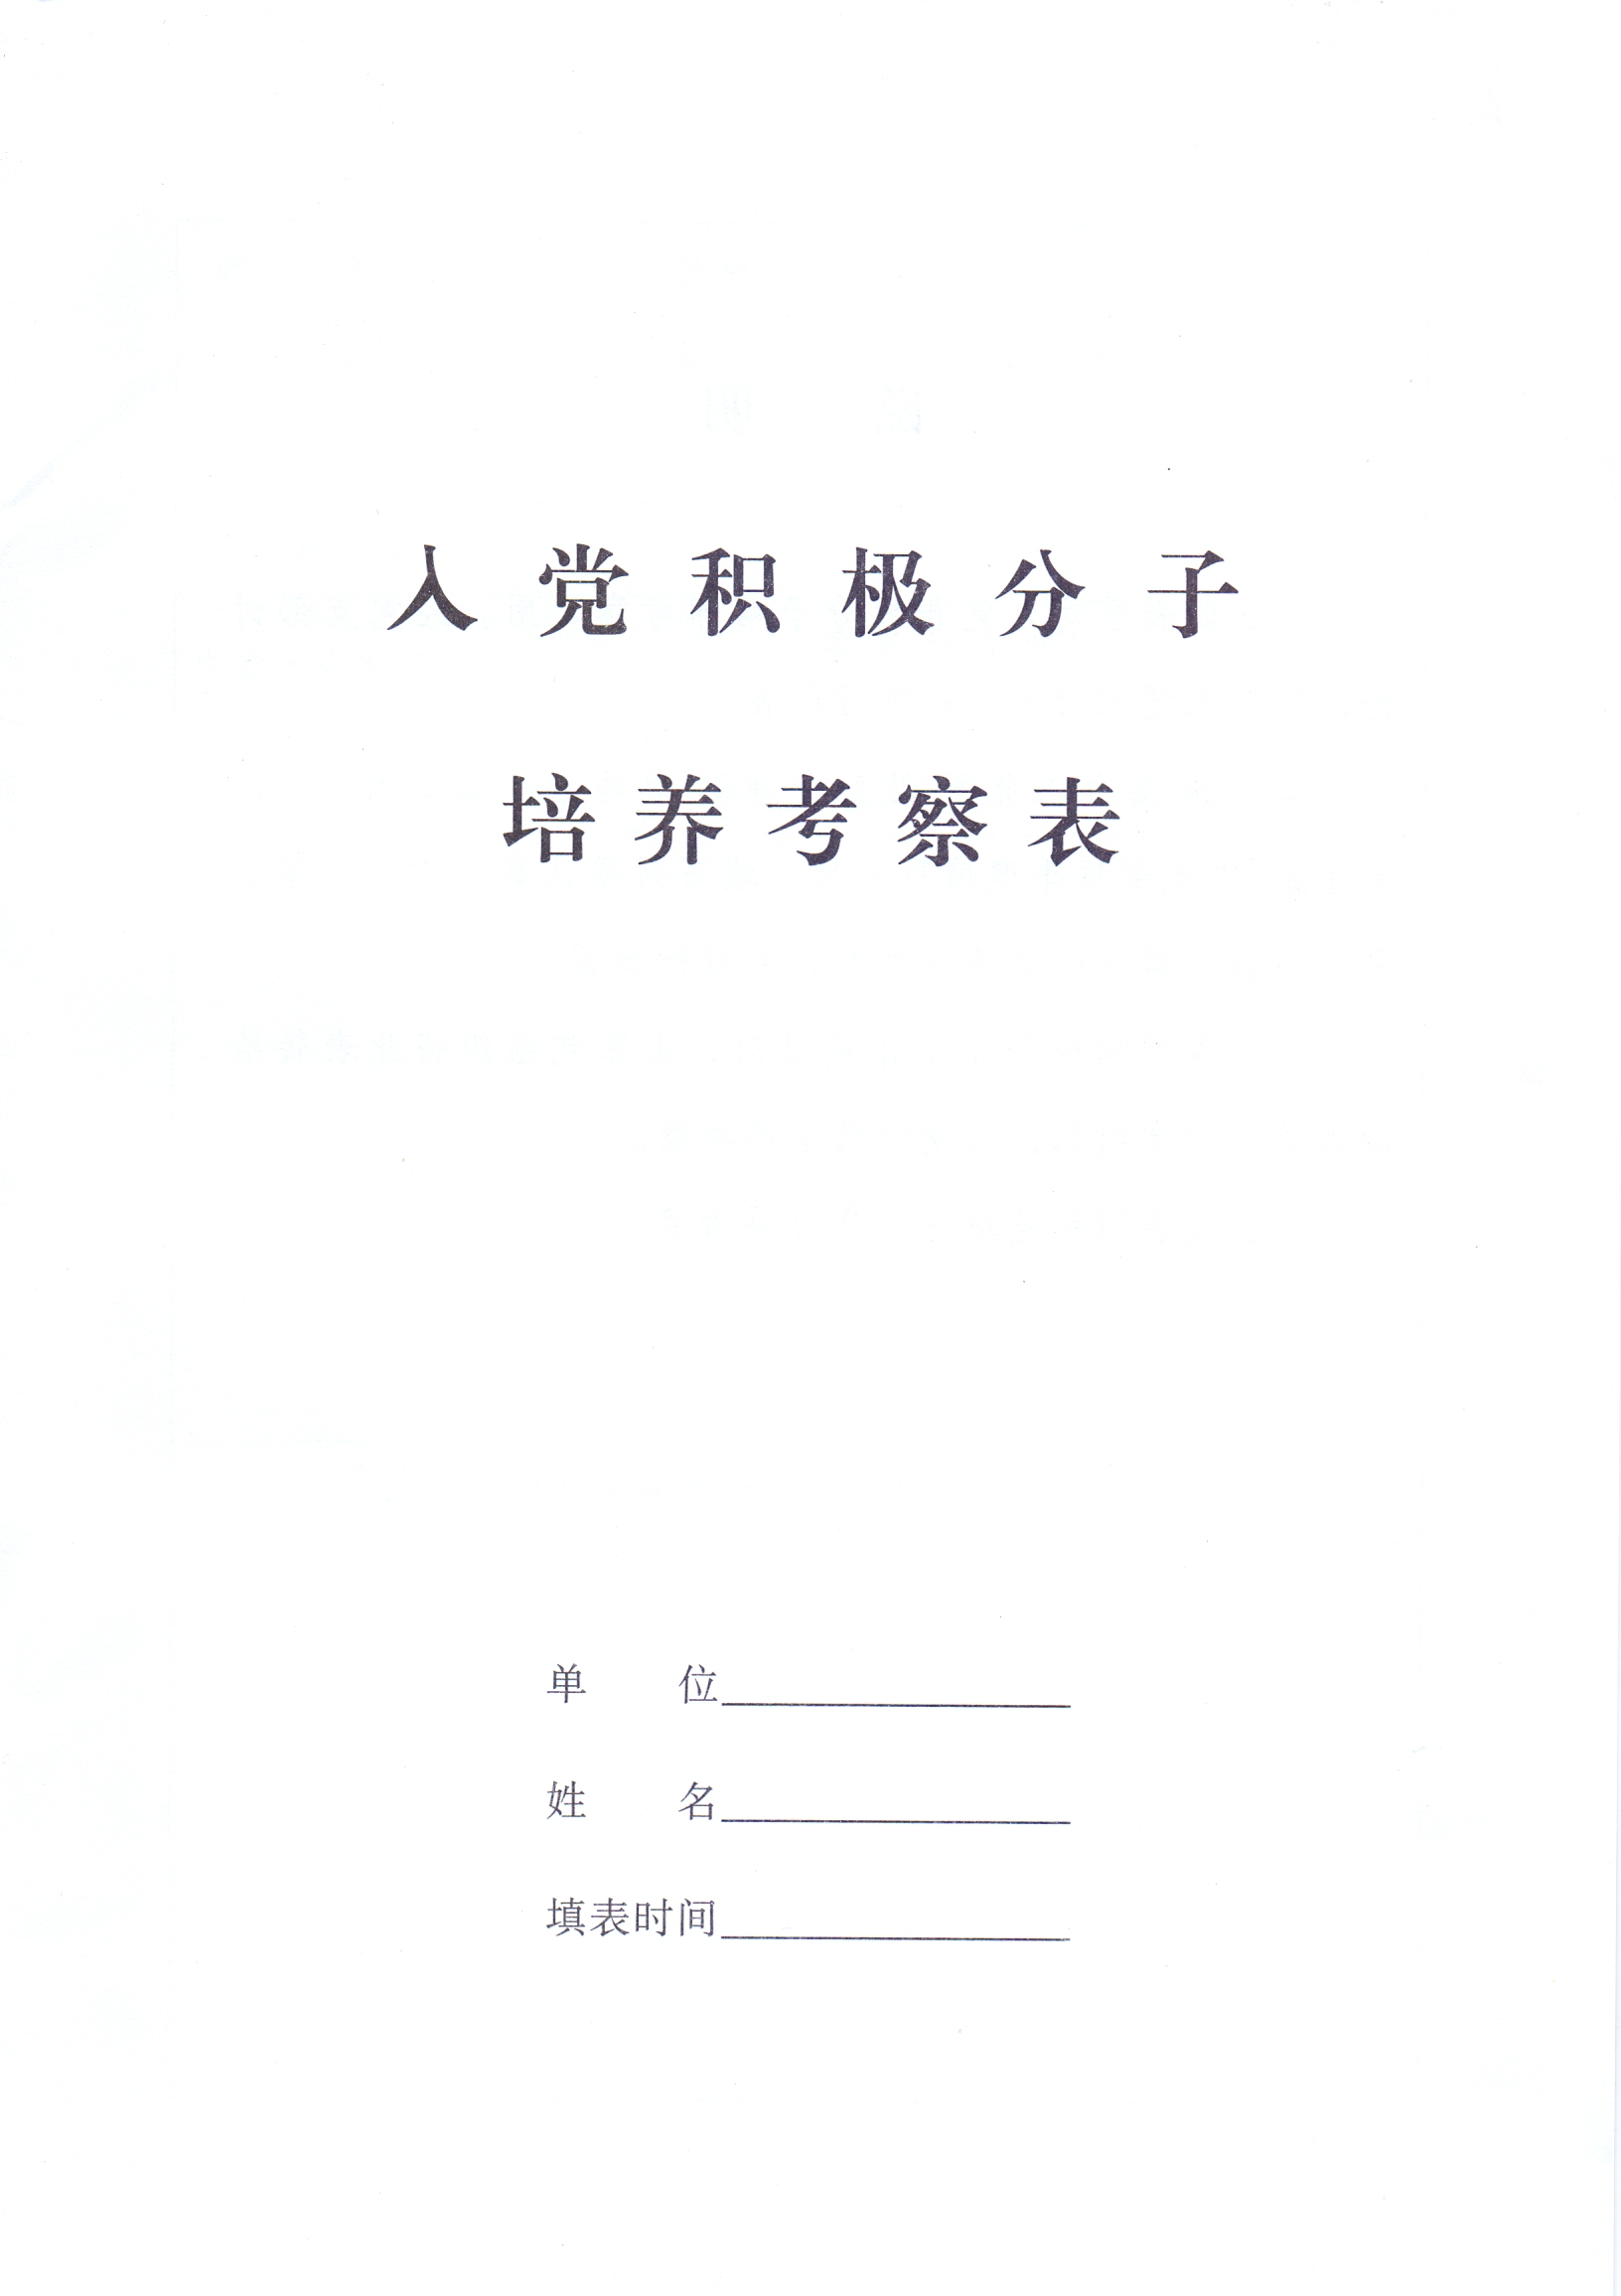 入党积极分子
培养考察表
单位
姓名
填表时间